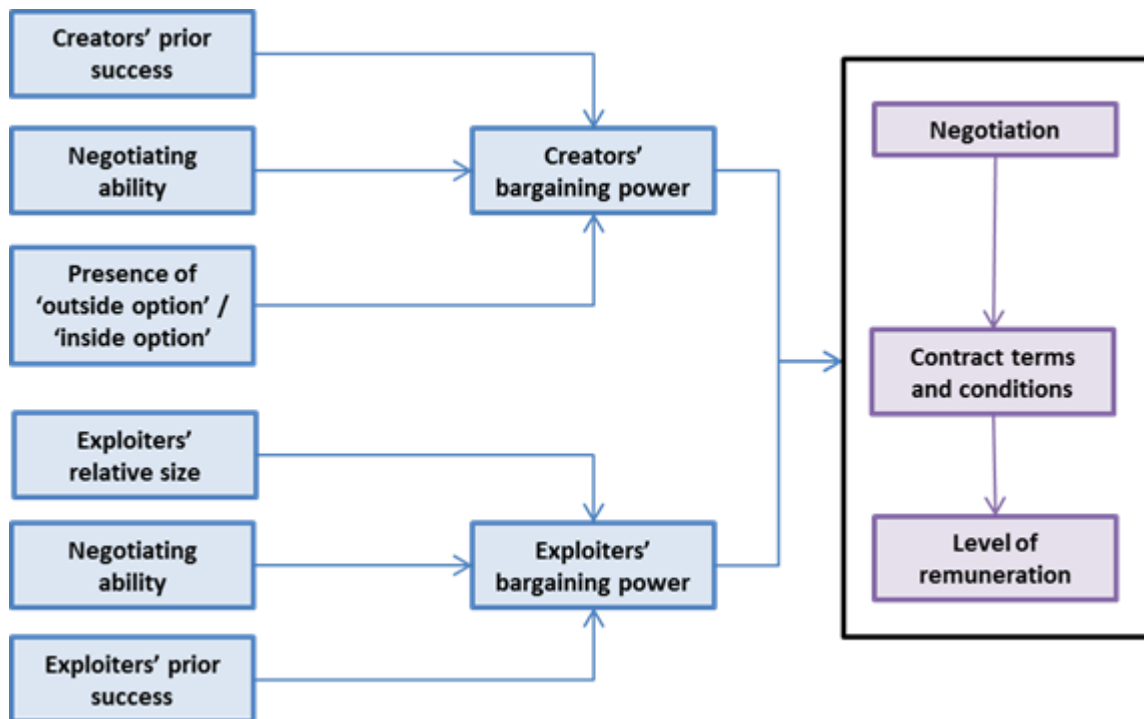 Creators’ prior
success
Negotiating
ability
Presence of
‘outside option’ /
‘inside option’
Exploiters’
relative size
Negotiating
ability
Exploiters’ prior
success
Creators’
bargaining power
Exploiters’
bargaining power
Negotiation
Contract terms
and conditions
Level of
remuneration